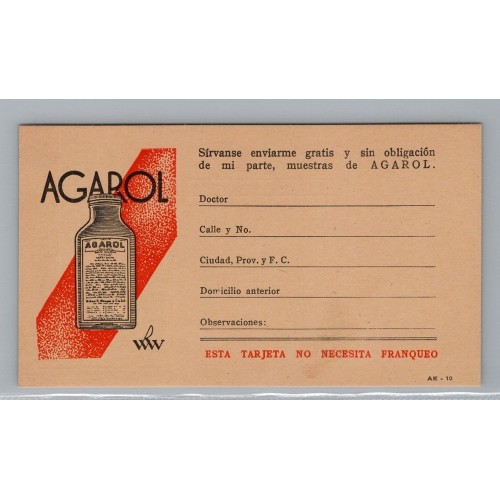 AGAROL
AGAROL
Sírvanse enviarme gratis y sin obligación
de mi parte, muestras de AGAROL.
Doctor
Calle y No.
Ciudad, Prov. y F. C.
Domicilio anterior
Observaciones:
ESTA TARJETA NO NECESITA FRANQUEO
AE - 10